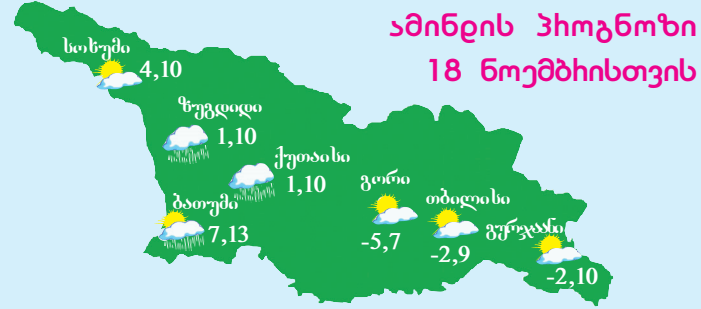 ამინდის პროგნოზი
18 ნოემბრისთვის
სოხუმი
4,10
ზუგდიდი
1,10
ქუთაისი
1,10
ბათუმი
7,13
გორი
-5,7
თბილისი
-2,9
გურჯაანი
-2,10